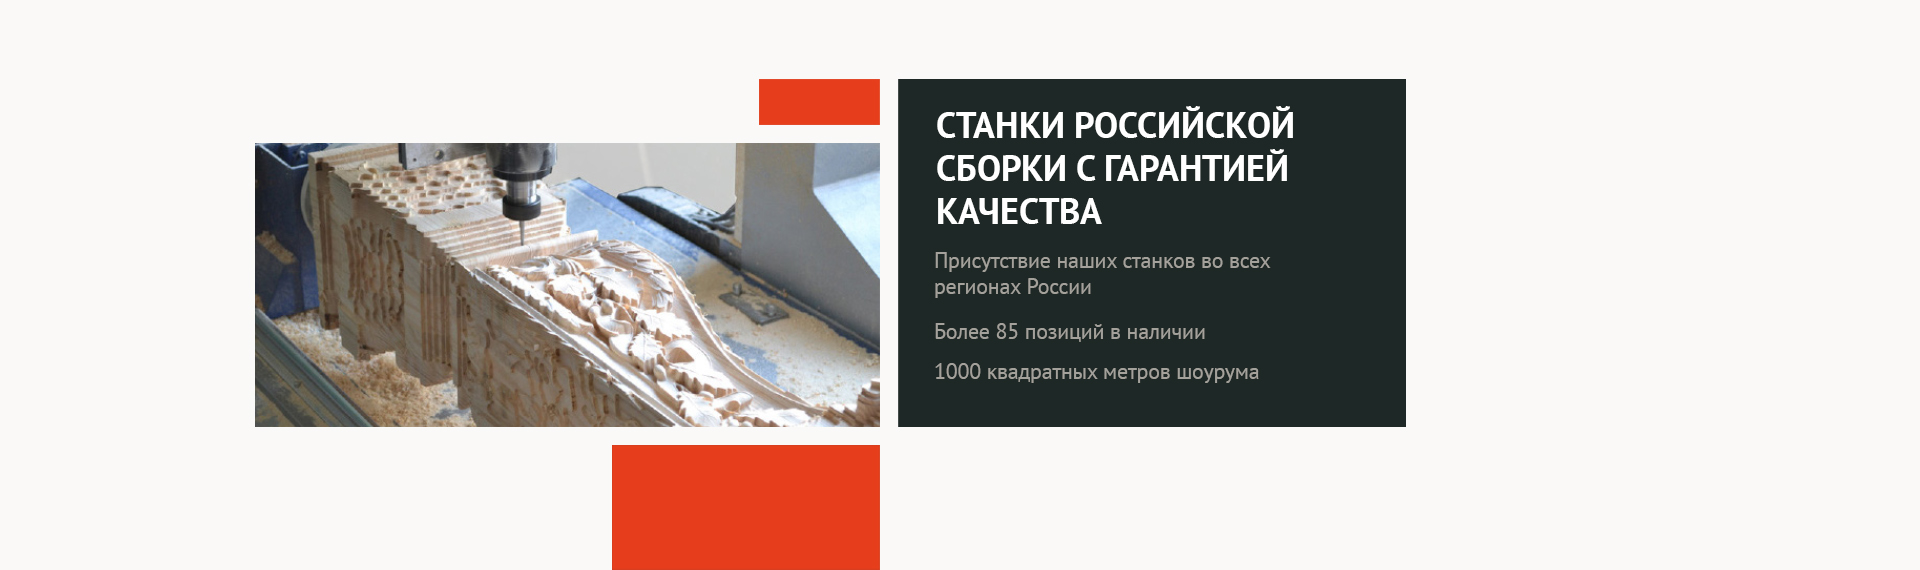 СТАНКИ РОССИЙСКОЙ
СБОРКИ С ГАРАНТИЕЙ
КАЧЕСТВА
Присутствие наших станков во всех
регионах России
Более 85 позиций в наличии
1000 квадратных метров шоурума